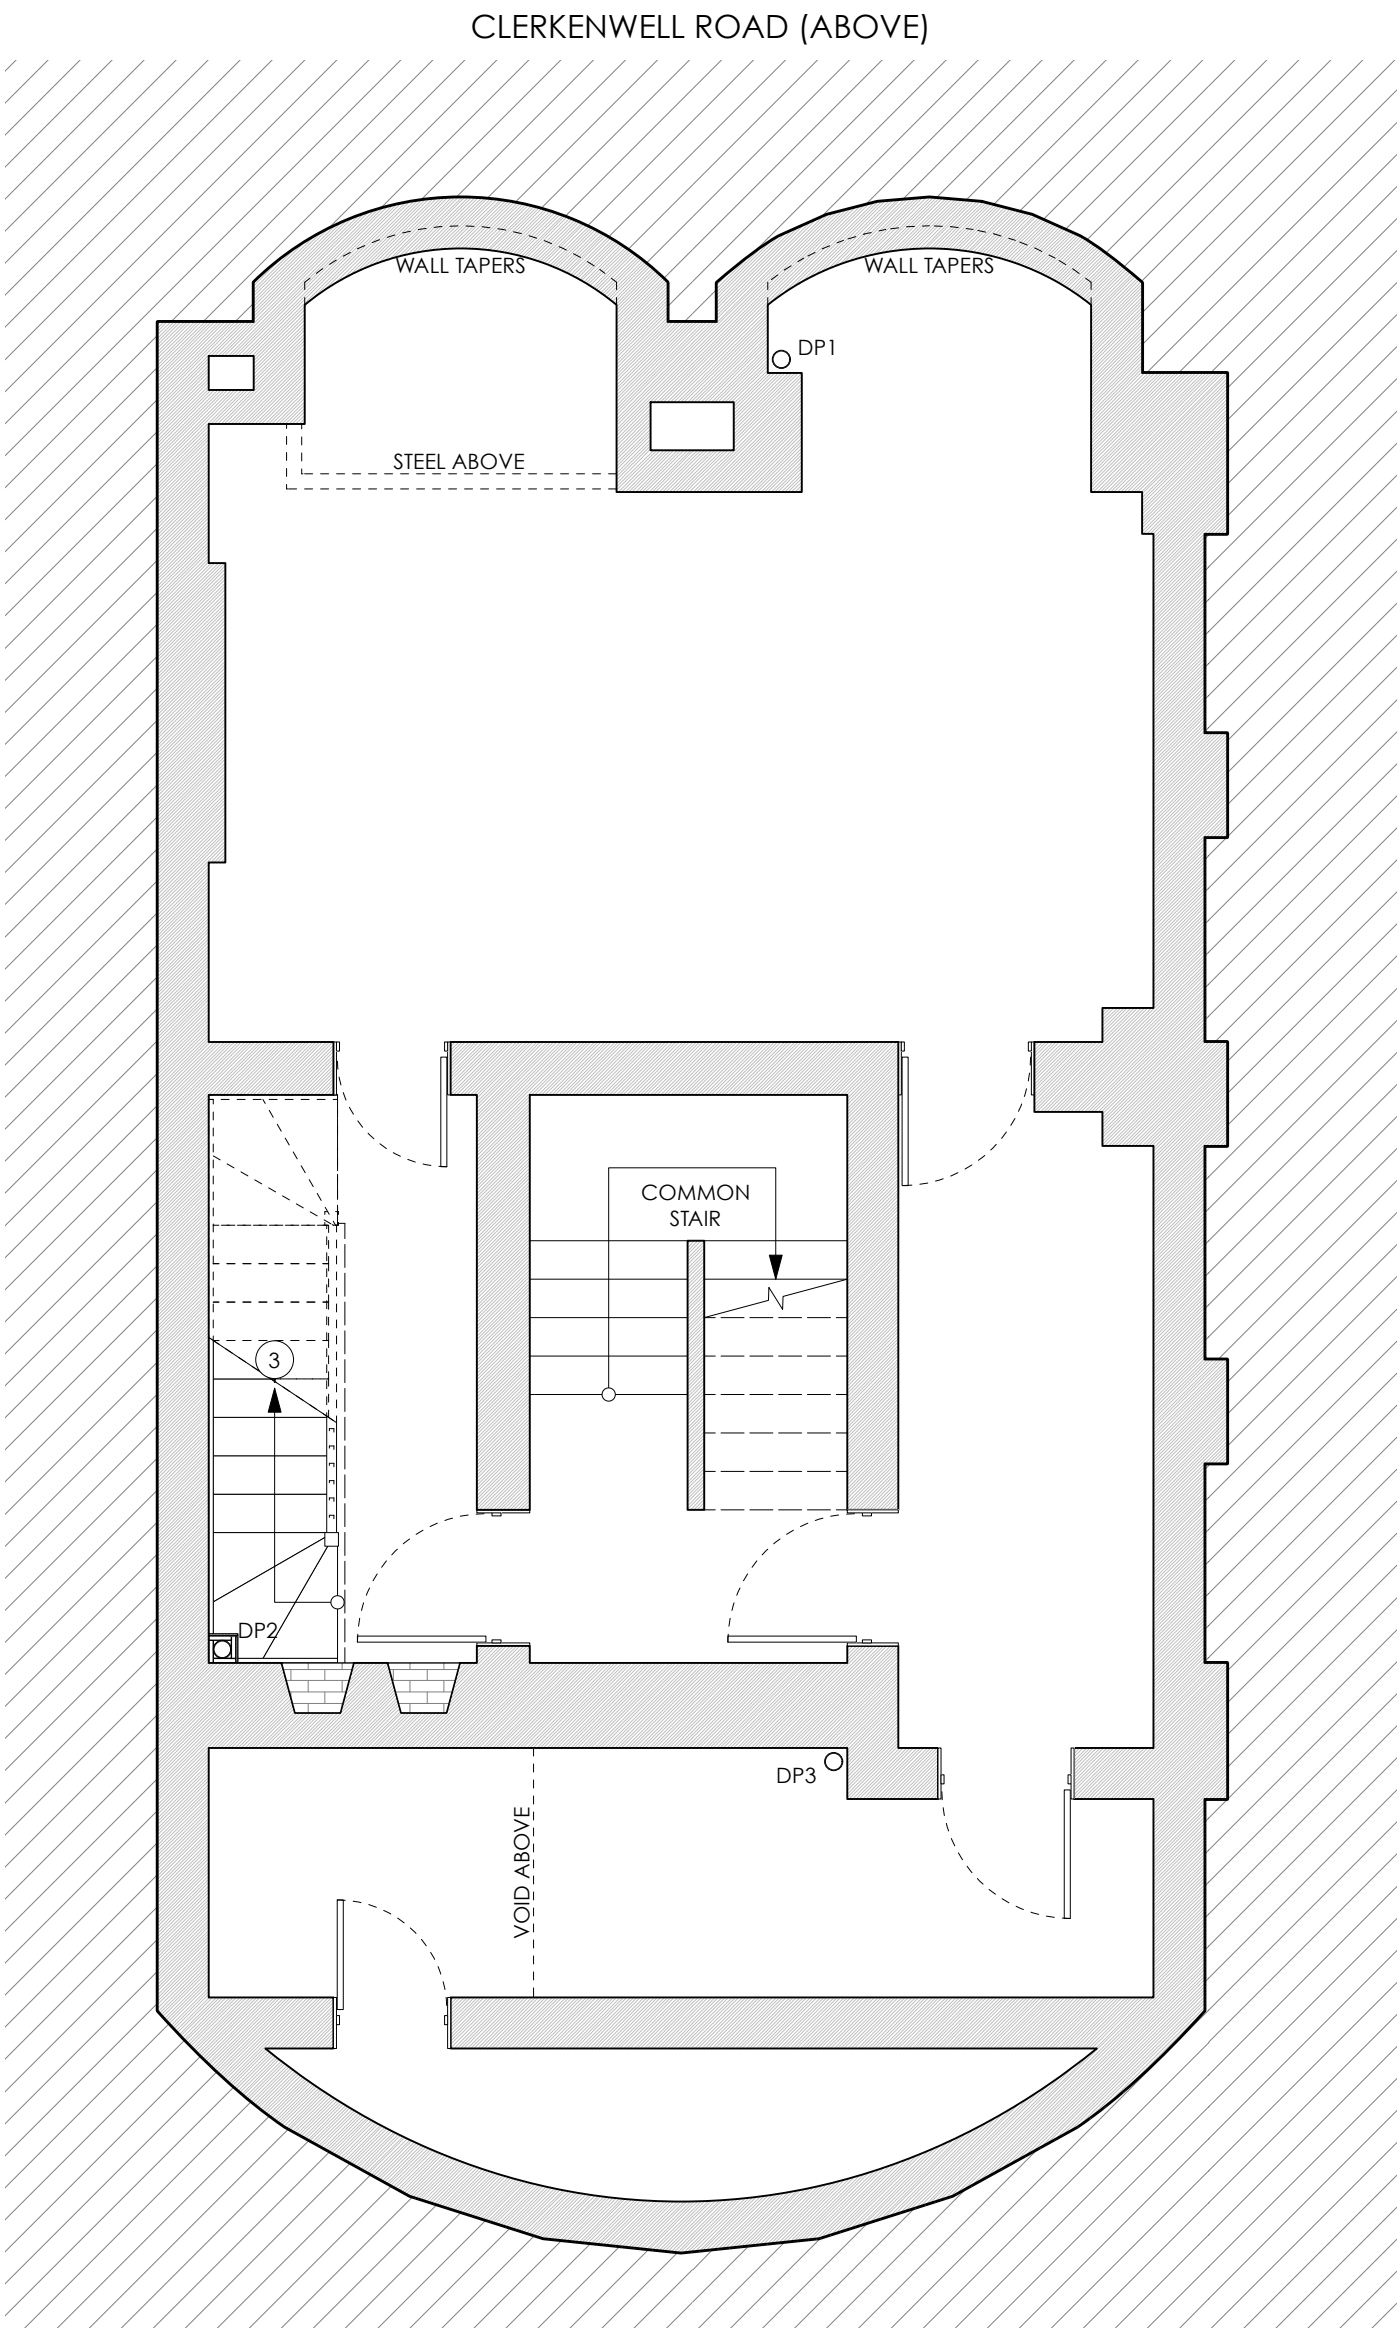 CLERKENWELL ROAD (ABOVE)
WALL TAPERS
WALL TAPERS
DP1
STEEL ABOVE
COMMON
STAIR
3
DP2
DP3
VOID ABOVE